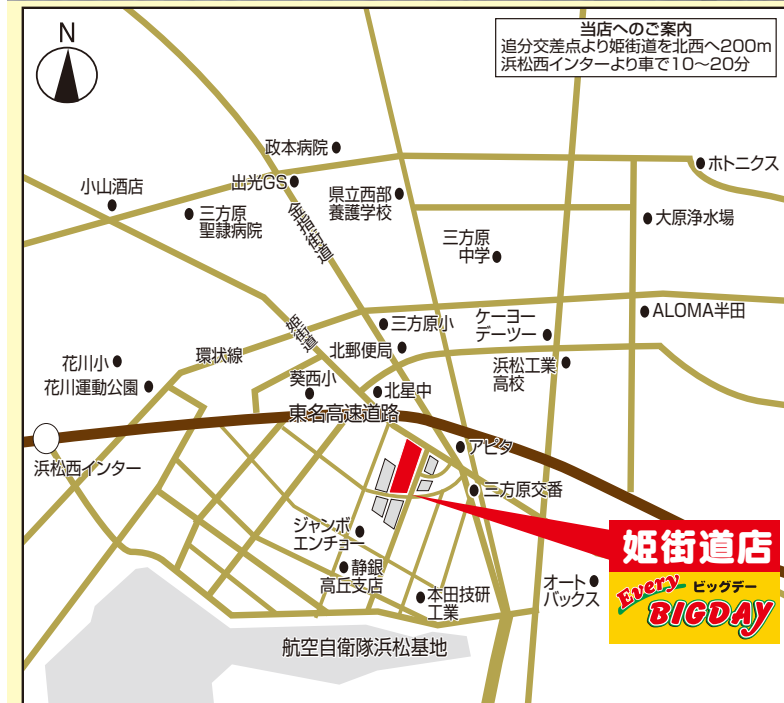 N
当店へのご案内
追分交差点より姫街道を北西へ200m
浜松西インターより車で10〜20分
政本病院
ホトニクス
小山酒店
出光GS
県立西部
養護学校
三方原
聖隷病院
金指街道
大原浄水場
三方原
中学
姫街道
三方原小
ケーヨー
デーツー
ALOMA半田
環状線
北郵便局
花川小
花川運動公園
葵西小
北星中
浜松工業
高校
東名高速道路
浜松西インター
アピタ
三方原交番
ジャンボ
エンチョー
姫街道店
静銀
高丘支店
本田技研
工業
オート
バックス
Every
ビッグデー
BIGDAY
航空自衛隊浜松基地